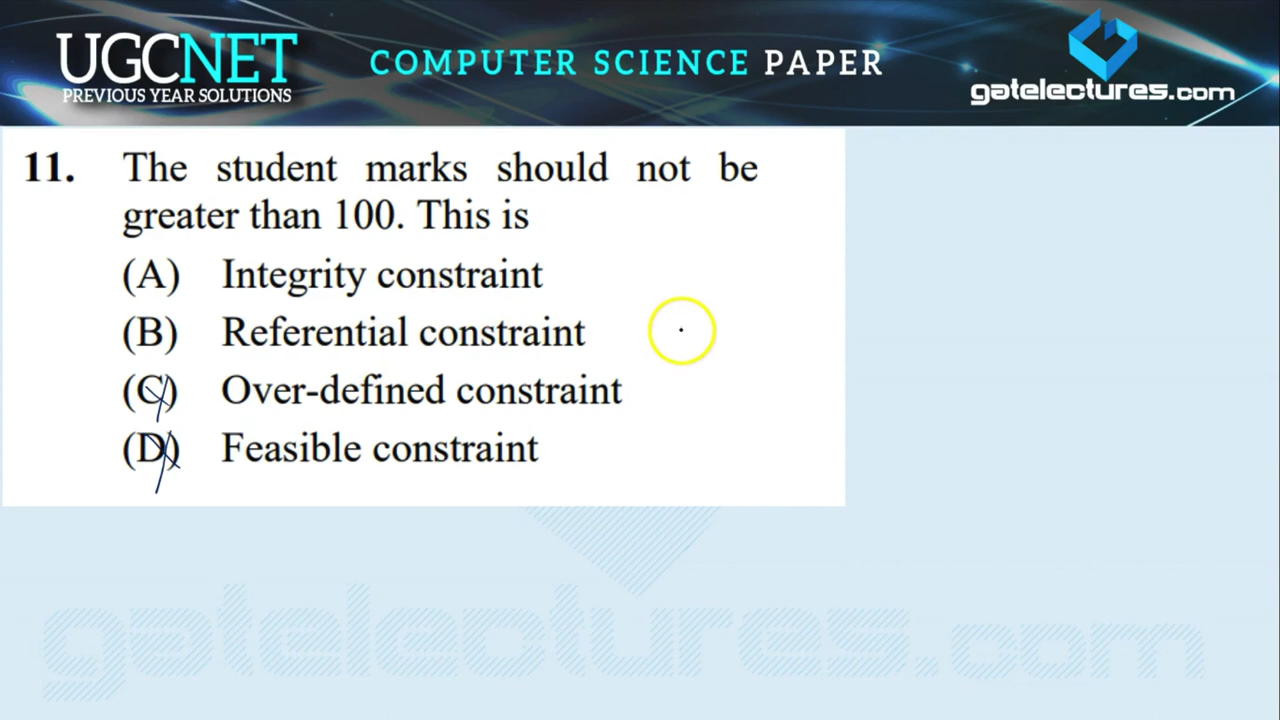 UGCNET
PREVIOUS YEAR SOLUTIONS
COMPUTER SCIENCE PAPER
gatelectures.com
11. The student marks should not be
greater than 100. This is
(A) Integrity constraint
(B) Referential constraint
(C) Over-defined constraint
(D) Feasible constraint
gatelectures.com